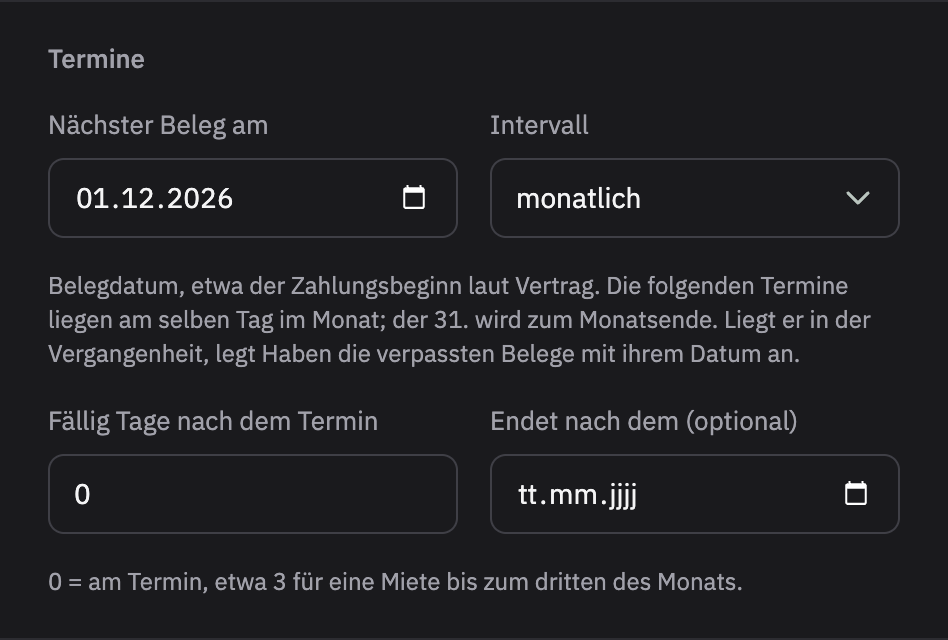 Termine
Nächster Beleg am
Intervall
01.12.2026
monatlich
Belegdatum, etwa der Zahlungsbeginn laut Vertrag. Die folgenden Termine
liegen am selben Tag im Monat; der 31. wird zum Monatsende. Liegt er in der
Vergangenheit, legt Haben die verpassten Belege mit ihrem Datum an.
Fällig Tage nach dem Termin
Endet nach dem (optional)
0
tt.mm.jjjj
0 = am Termin, etwa 3 für eine Miete bis zum dritten des Monats.